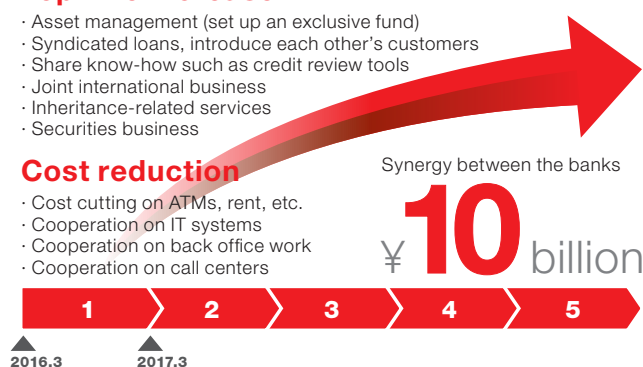 · Asset management (set up an exclusive fund)
· Syndicated loans, introduce each other’s customers
· Share know-how such as credit review tools
· Joint international business
· Inheritance-related services
· Securities business
Cost reduction
· Cost cutting on ATMs, rent, etc.
· Cooperation on IT systems
· Cooperation on back office work
· Cooperation on call centers
Synergy between the banks
¥10 billion
1 2 3 4 5
2016.3 2017.3